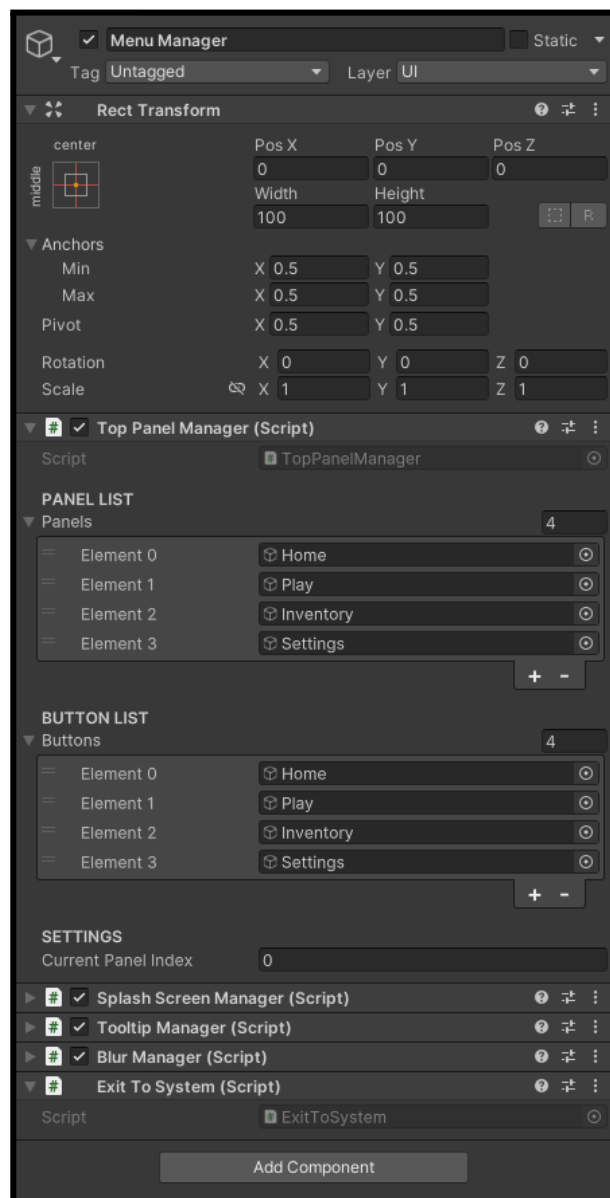 Menu Manager Static
Tag Untagged Layer UI
Rect Transform
center Pos X Pos Y Pos Z
middle 0 0 0
Width Height
100 100 R
Anchors
Min X 0.5 Y 0.5
Max X 0.5 Y 0.5
Pivot X 0.5 Y 0.5
Rotation X 0 Y 0 Z 0
Scale X 1 Y 1 Z 1
# Top Panel Manager (Script)
Script TopPanelManager
PANEL LIST
Panels 4
Element 0 Home
Element 1 Play
Element 2 Inventory
Element 3 Settings
+ -
BUTTON LIST
Buttons 4
Element 0 Home
Element 1 Play
Element 2 Inventory
Element 3 Settings
+ -
SETTINGS
Current Panel Index 0
# Splash Screen Manager (Script)
# Tooltip Manager (Script)
# Blur Manager (Script)
# Exit To System (Script)
Script ExitToSystem
Add Component